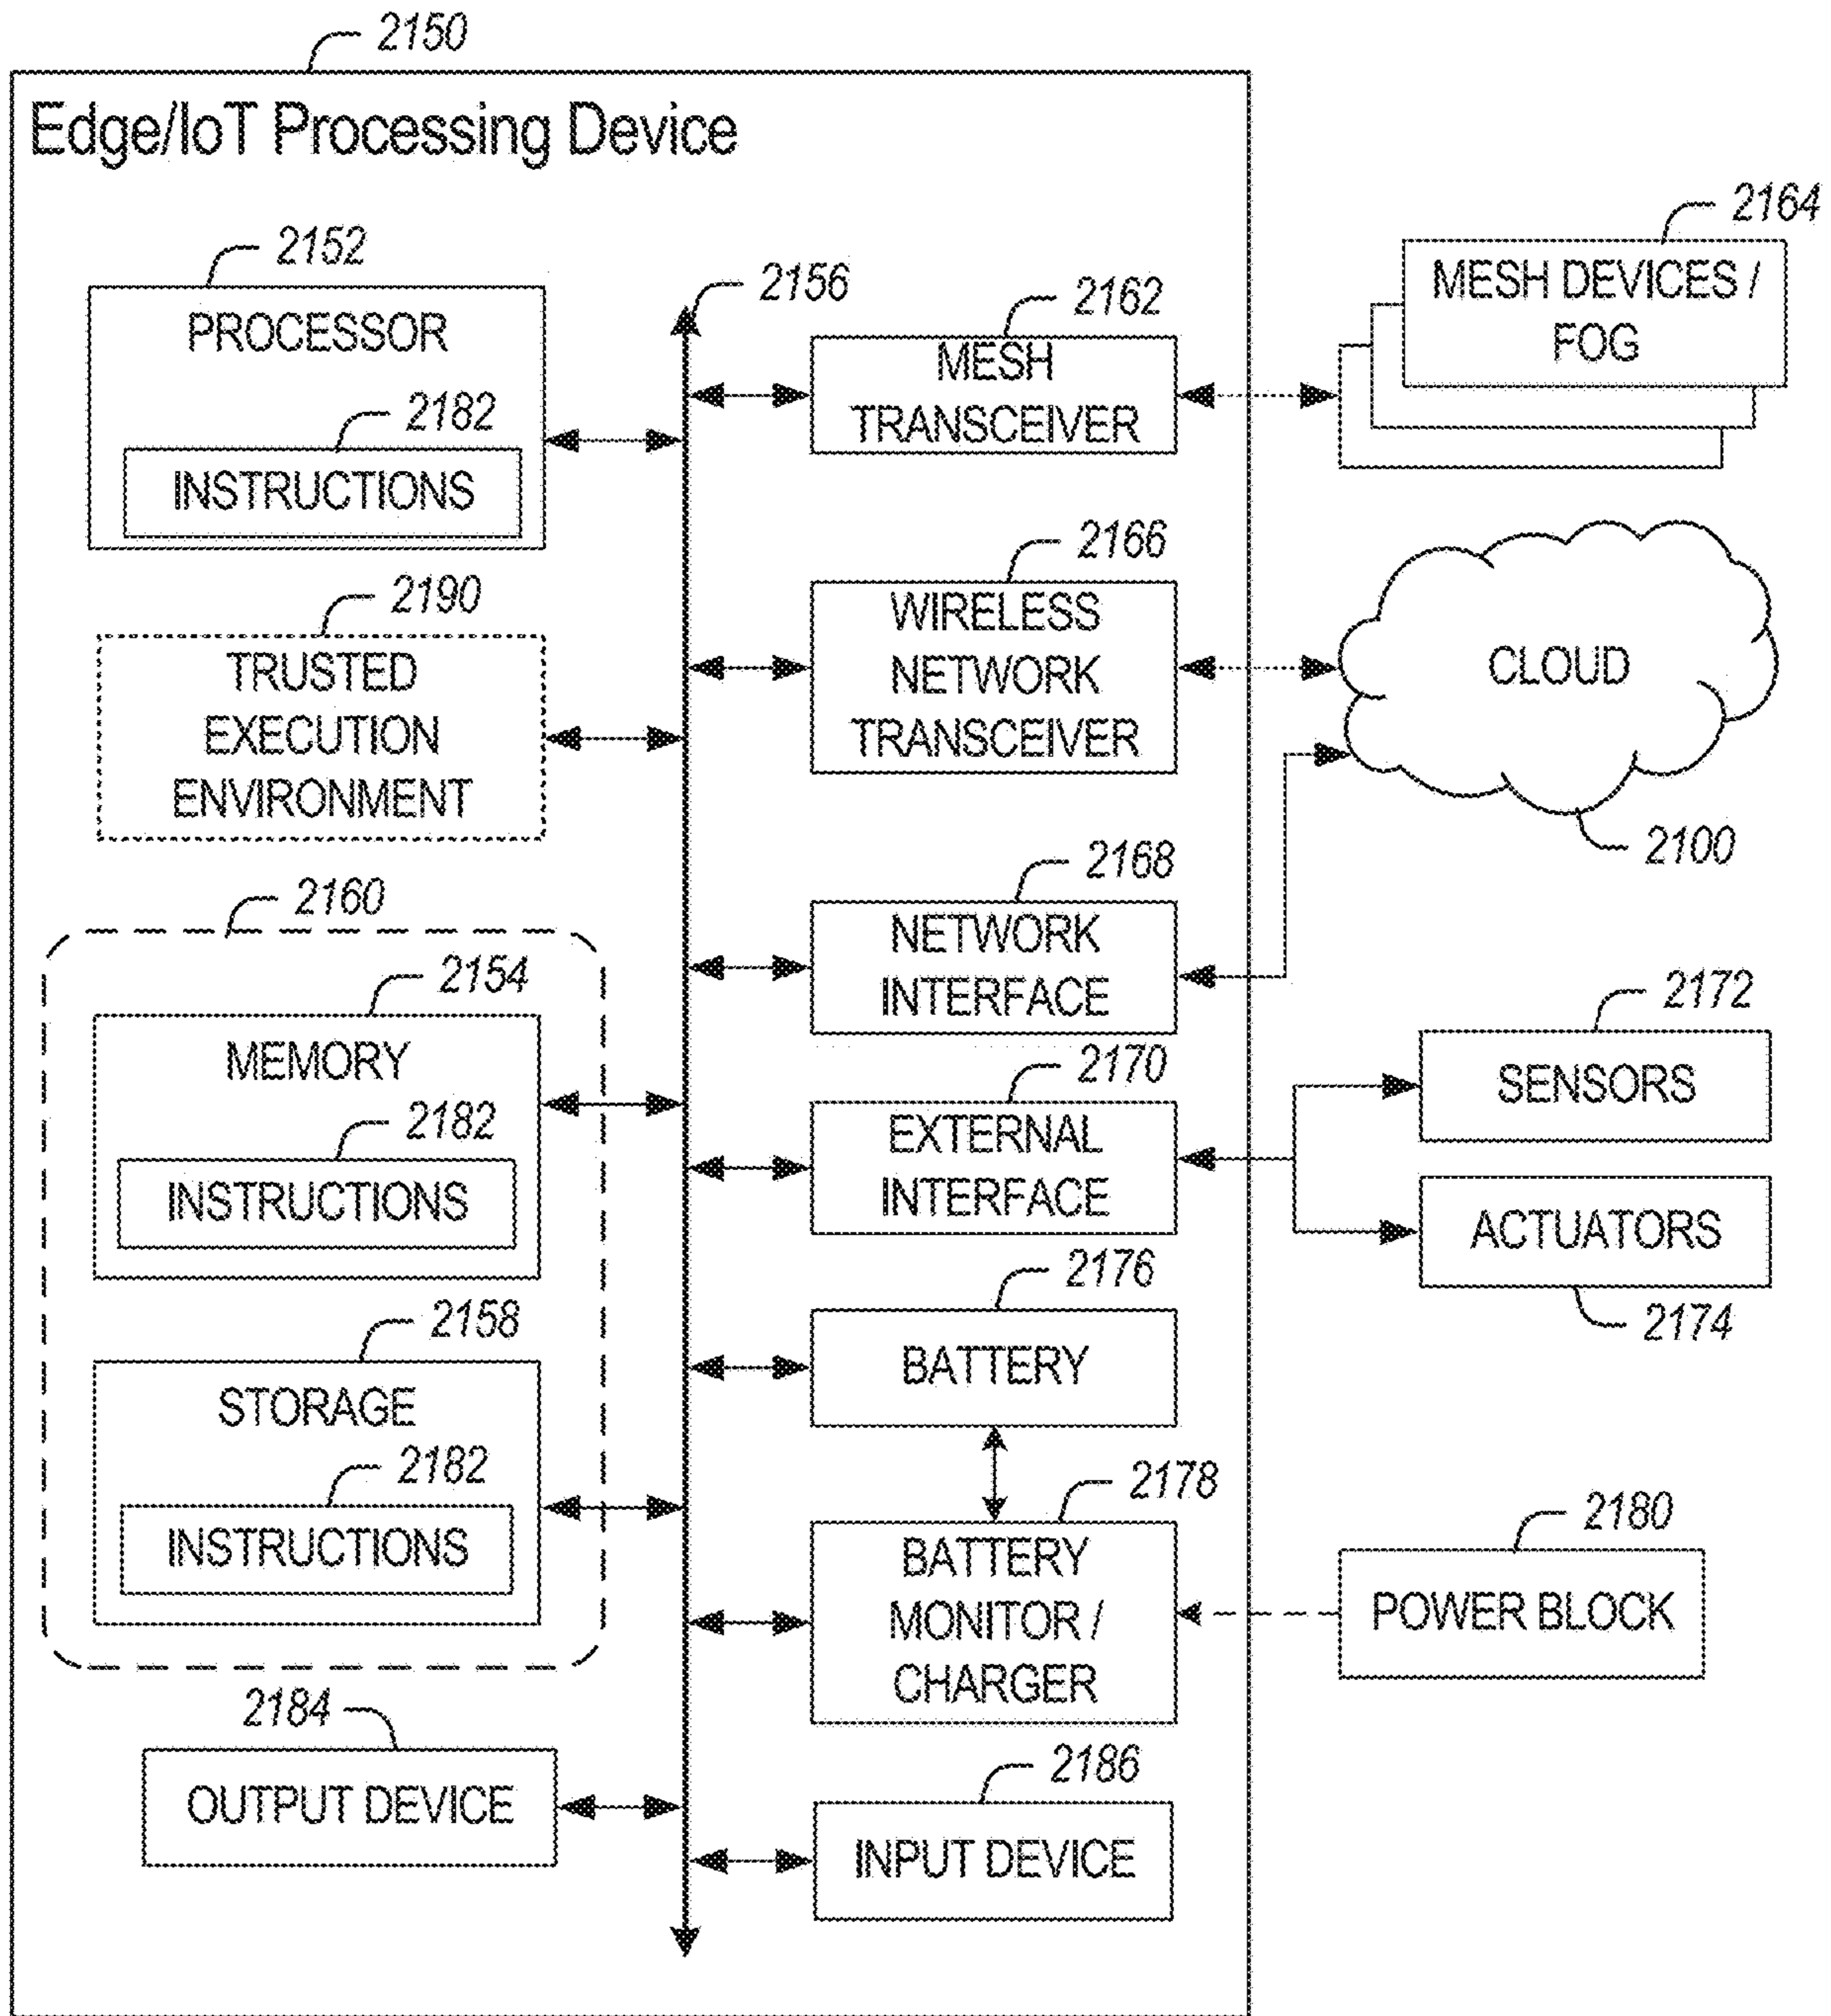 2150
Edge/IoT Processing Device
2152
PROCESSOR
2182
INSTRUCTIONS
2190
TRUSTED
EXECUTION
ENVIRONMENT
2160
2154
MEMORY
2182
INSTRUCTIONS
2158
STORAGE
2182
INSTRUCTIONS
2184
OUTPUT DEVICE
2156
2162
MESH
TRANSCEIVER
2166
WIRELESS
NETWORK
TRANSCEIVER
2168
NETWORK
INTERFACE
2170
EXTERNAL
INTERFACE
2176
BATTERY
2178
BATTERY
MONITOR /
CHARGER
2186
INPUT DEVICE
2164
MESH DEVICES /
FOG
CLOUD
2100
2172
SENSORS
ACTUATORS
2174
2180
POWER BLOCK